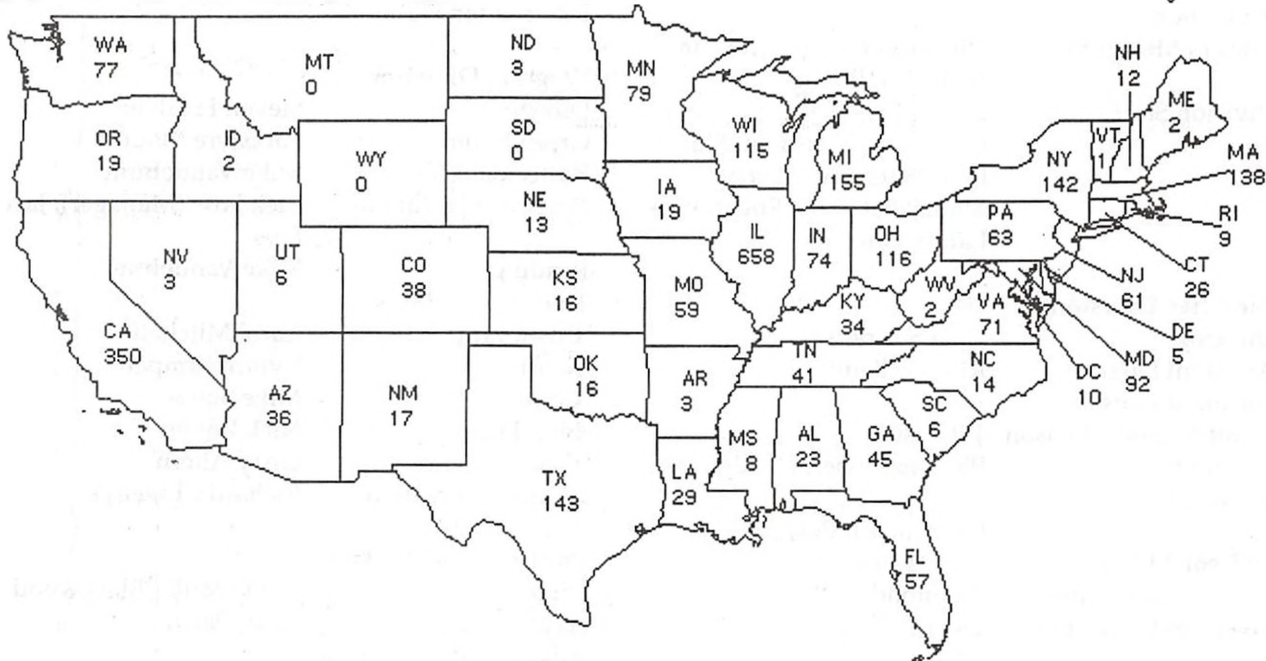 WA
77
MT
0
ND
3
MN
79
NH
12
ME
2
OR
19
ID
2
WY
0
SD
0
WI
115
MI
155
VT
1
NY
142
MA
138
NE
13
IA
19
IL
658
IN
74
OH
116
PA
63
RI
9
NV
3
UT
6
CO
38
KS
16
MO
59
KY
34
WV
2
VA
71
NJ
61
CT
26
CA
350
DE
5
MD
92
DC
10
AZ
36
NM
17
OK
16
AR
3
TN
41
NC
14
SC
6
MS
8
AL
23
GA
45
TX
143
LA
29
FL
57